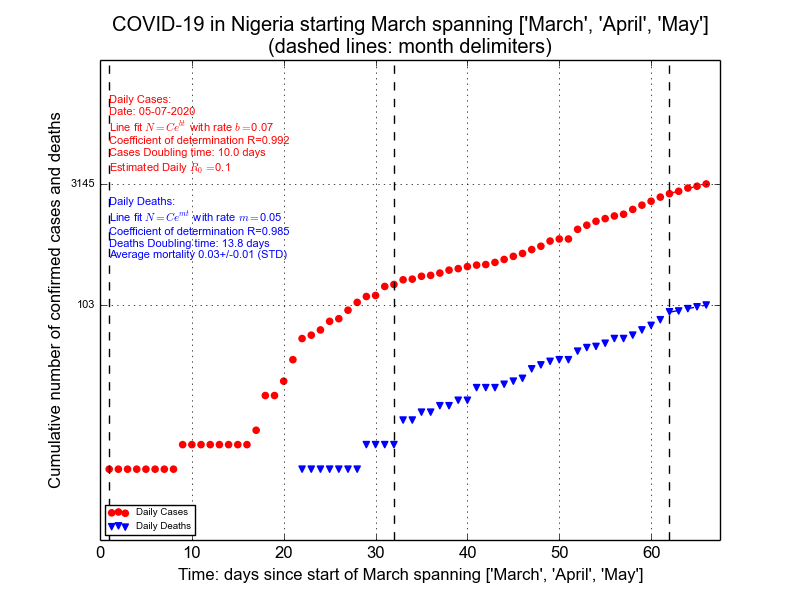 COVID-19 in Nigeria starting March spanning ['March', 'April', 'May']
(dashed lines: month delimiters)
Cumulative number of confirmed cases and deaths
Daily Cases:
Date: 05-07-2020
Line fit N=Ce^{bt} with rate b=0.07
Coefficient of determination R=0.992
Cases Doubling time: 10.0 days
Estimated Daily R_0=0.1
3145
Daily Deaths:
Line fit N=Ce^{mt} with rate m=0.05
Coefficient of determination R=0.985
Deaths Doubling time: 13.8 days
Average mortality 0.03+/-0.01 (STD)
103
Daily Cases
Daily Deaths
0 10 20 30 40 50 60
Time: days since start of March spanning ['March', 'April', 'May']